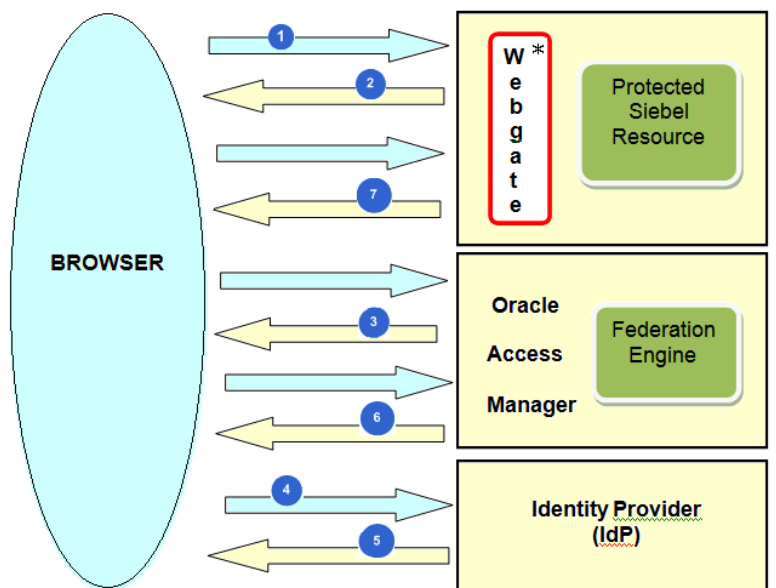 1
W *
e
b
g
a
t
e
Protected
Siebel
Resource
2
7
BROWSER
3
Oracle
Access
Manager
Federation
Engine
6
4
Identity Provider
(IdP)
5